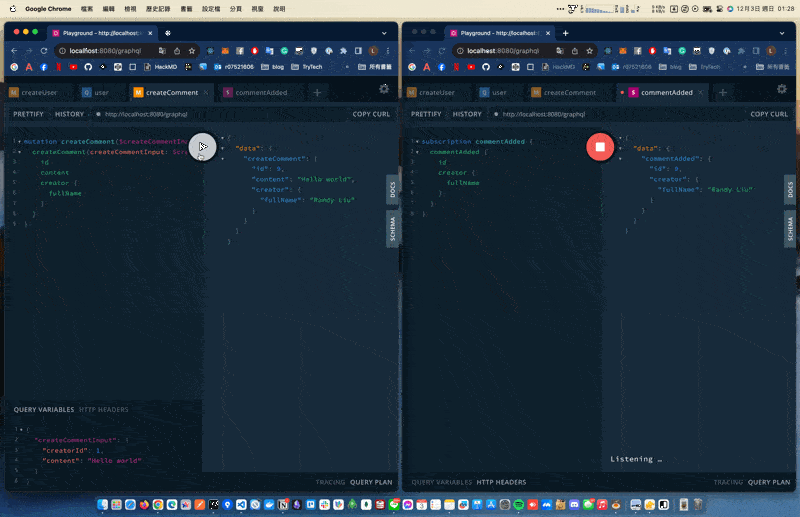 Google Chrome 檔案 編輯 檢視 歷史記錄 書籤 設定檔 分頁 視窗 說明
12月3日 週日 01:28
Playground - http://localhost:8080/graphql
localhost:8080/graphql
HackMD r07521606 blog TryTech » 所有書籤
createUser user createComment commentAdded
PRETTIFY HISTORY http://localhost:8080/graphql COPY CURL
1 mutation createComment($createCommentIn
2 createComment(createCommentInput: $cr
3 id
4 content
5 creator {
6 fullName
7 }
8 }
9 }
{
"data": {
"createComment": {
"id": 0,
"content": "Hello world",
"creator": {
"fullName": "Randy Liu"
}
}
}
}
DOCS
SCHEMA
QUERY VARIABLES HTTP HEADERS
1 {
2 "createCommentInput": {
3 "creatorId": 1,
4 "content": "Hello world"
5 }
6 }
TRACING QUERY PLAN
Playground - http://localhost:8080/graphql
localhost:8080/graphql
HackMD r07521606 blog TryTech » 所有書籤
createUser user createComment commentAdded
PRETTIFY HISTORY http://localhost:8080/graphql COPY CURL
1 subscription commentAdded {
2 commentAdded {
3 id
4 creator {
5 fullName
6 }
7 }
8 }
{
"data": {
"commentAdded": {
"id": 0,
"creator": {
"fullName": "Randy Liu"
}
}
}
}
DOCS
SCHEMA
Listening …
QUERY VARIABLES HTTP HEADERS
TRACING QUERY PLAN